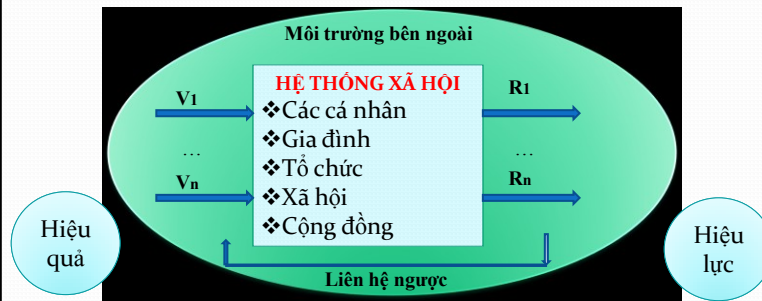 Môi trường bên ngoài
HỆ THỐNG XÃ HỘI
❖Các cá nhân
❖Gia đình
❖Tổ chức
❖Xã hội
❖Cộng đồng
V1
...
Vn
R1
...
Rn
Liên hệ ngược
Hiệu
quả
Hiệu
lực